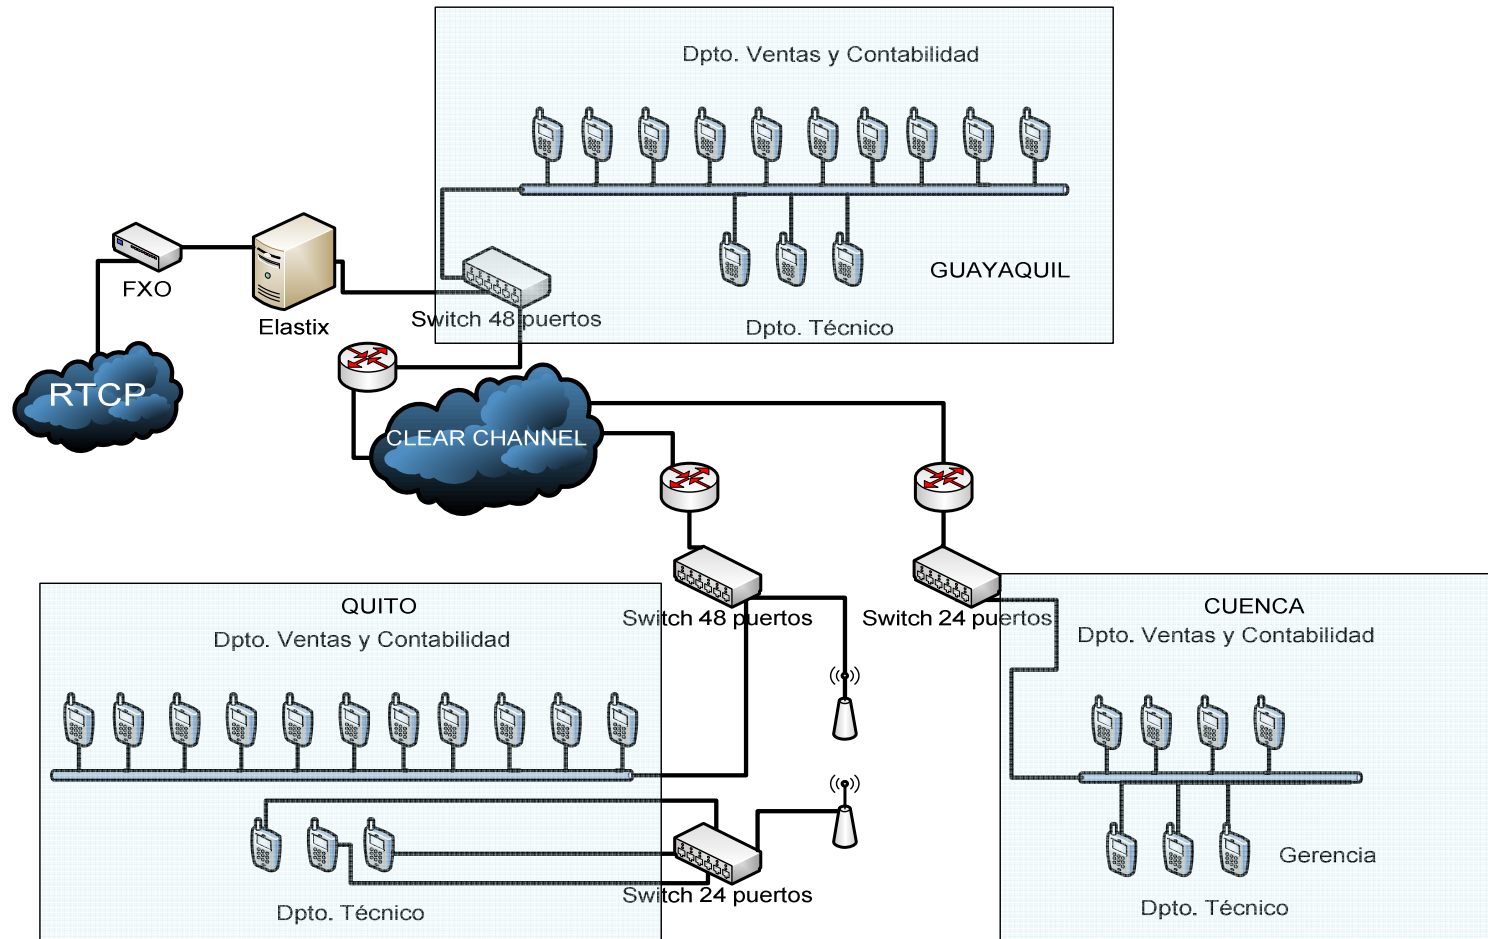 Dpto. Ventas y Contabilidad
GUAYAQUIL
FXO
Elastix
Switch 48 puertos
Dpto. Técnico
RTCP
CLEAR CHANNEL
QUITO
Dpto. Ventas y Contabilidad
Switch 48 puertos
Switch 24 puertos
CUENCA
Dpto. Ventas y Contabilidad
Gerencia
Switch 24 puertos
Dpto. Técnico
Dpto. Técnico